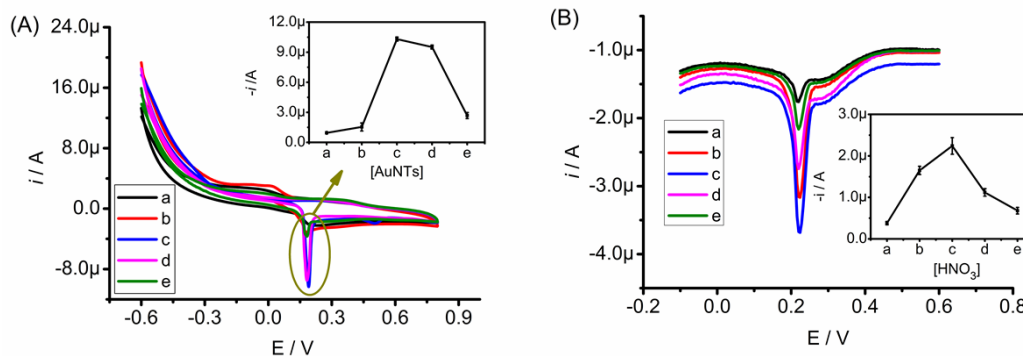 (A)
24.0µ
16.0µ
8.0µ
0.0
-8.0µ
i / A
-0.6 -0.3 0.0 0.3 0.6 0.9
E / V
a
b
c
d
e
12.0µ
9.0µ
6.0µ
3.0µ
0.0
-i /A
a b c d e
[AuNTs]
(B)
-1.0µ
-2.0µ
-3.0µ
-4.0µ
i / A
-0.2 0.0 0.2 0.4 0.6 0.8
E / V
a
b
c
d
e
3.0µ
2.0µ
1.0µ
0.0
-i / A
a b c d e
[HNO3]